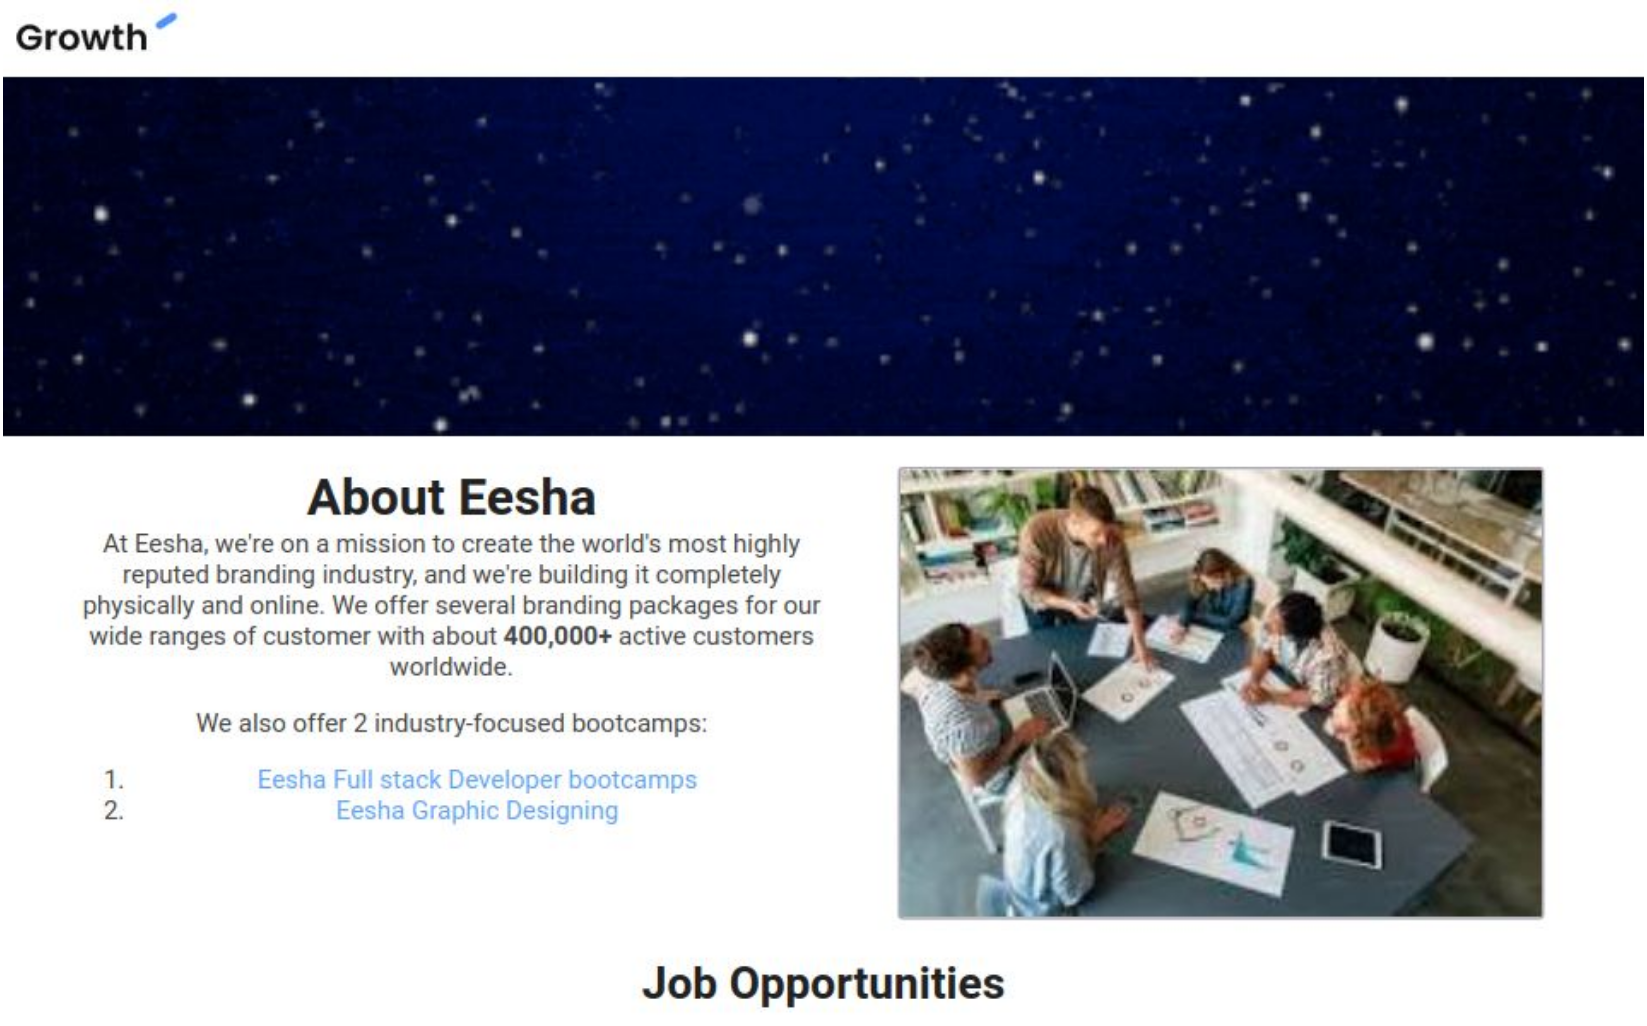 Growth
About Eesha
At Eesha, we're on a mission to create the world's most highly
reputed branding industry, and we're building it completely
physically and online. We offer several branding packages for our
wide ranges of customer with about 400,000+ active customers
worldwide.
We also offer 2 industry-focused bootcamps:
1. Eesha Full stack Developer bootcamps
2. Eesha Graphic Designing
Job Opportunities